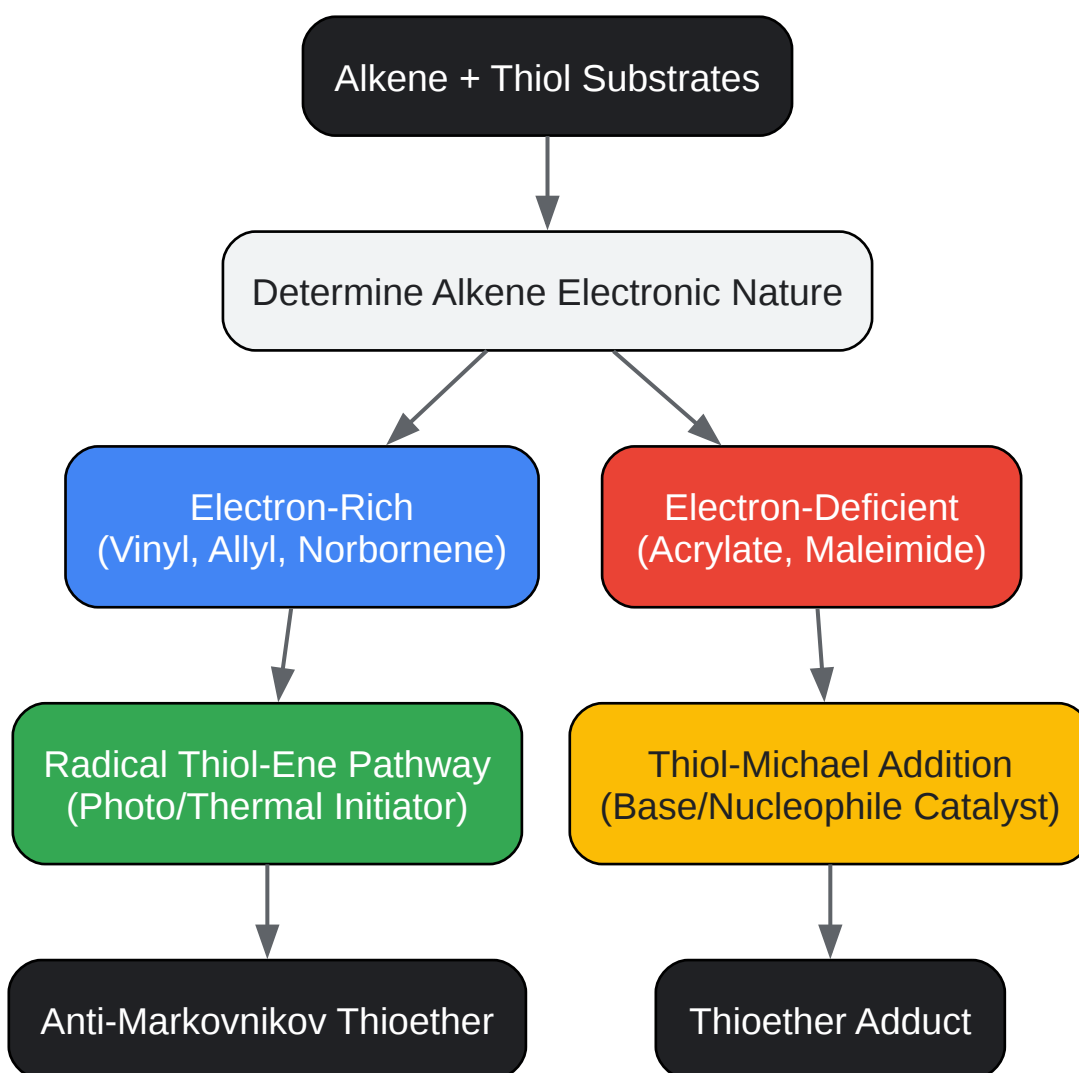 Alkene + Thiol Substrates
Determine Alkene Electronic Nature
Electron-Rich
(Vinyl, Allyl, Norbornene)
Electron-Deficient
(Acrylate, Maleimide)
Radical Thiol-Ene Pathway
(Photo/Thermal Initiator)
Thiol-Michael Addition
(Base/Nucleophile Catalyst)
Anti-Markovnikov Thioether
Thioether Adduct